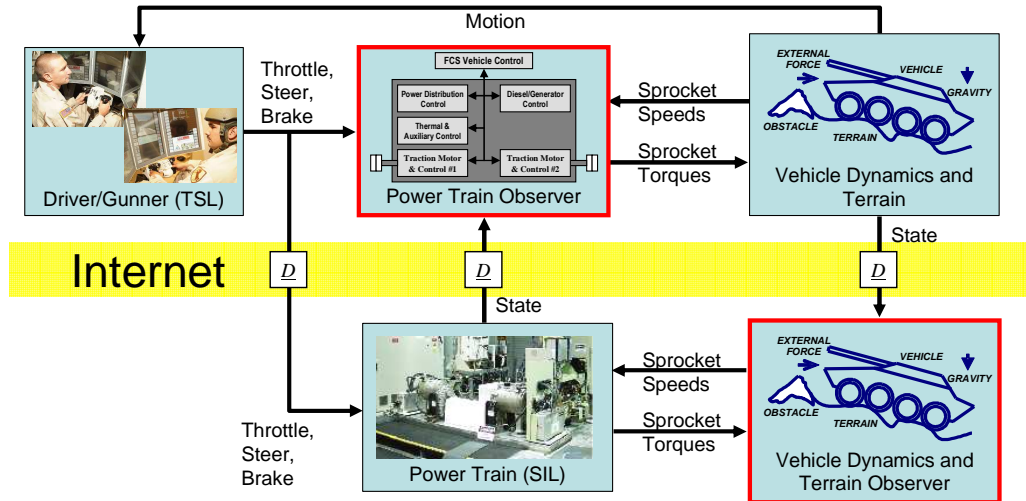 Motion
Driver/Gunner (TSL)
Throttle,
Steer,
Brake
FCS Vehicle Control
Power Distribution
Control
Diesel/Generator
Control
Thermal &
Auxiliary Control
Traction Motor
& Control #1
Traction Motor
& Control #2
Power Train Observer
Sprocket
Speeds
Sprocket
Torques
EXTERNAL
FORCE
VEHICLE
GRAVITY
OBSTACLE
TERRAIN
Vehicle Dynamics and
Terrain
State
Internet
D
D
D
State
Throttle,
Steer,
Brake
Power Train (SIL)
Sprocket
Speeds
Sprocket
Torques
EXTERNAL
FORCE
VEHICLE
GRAVITY
OBSTACLE
TERRAIN
Vehicle Dynamics and
Terrain Observer